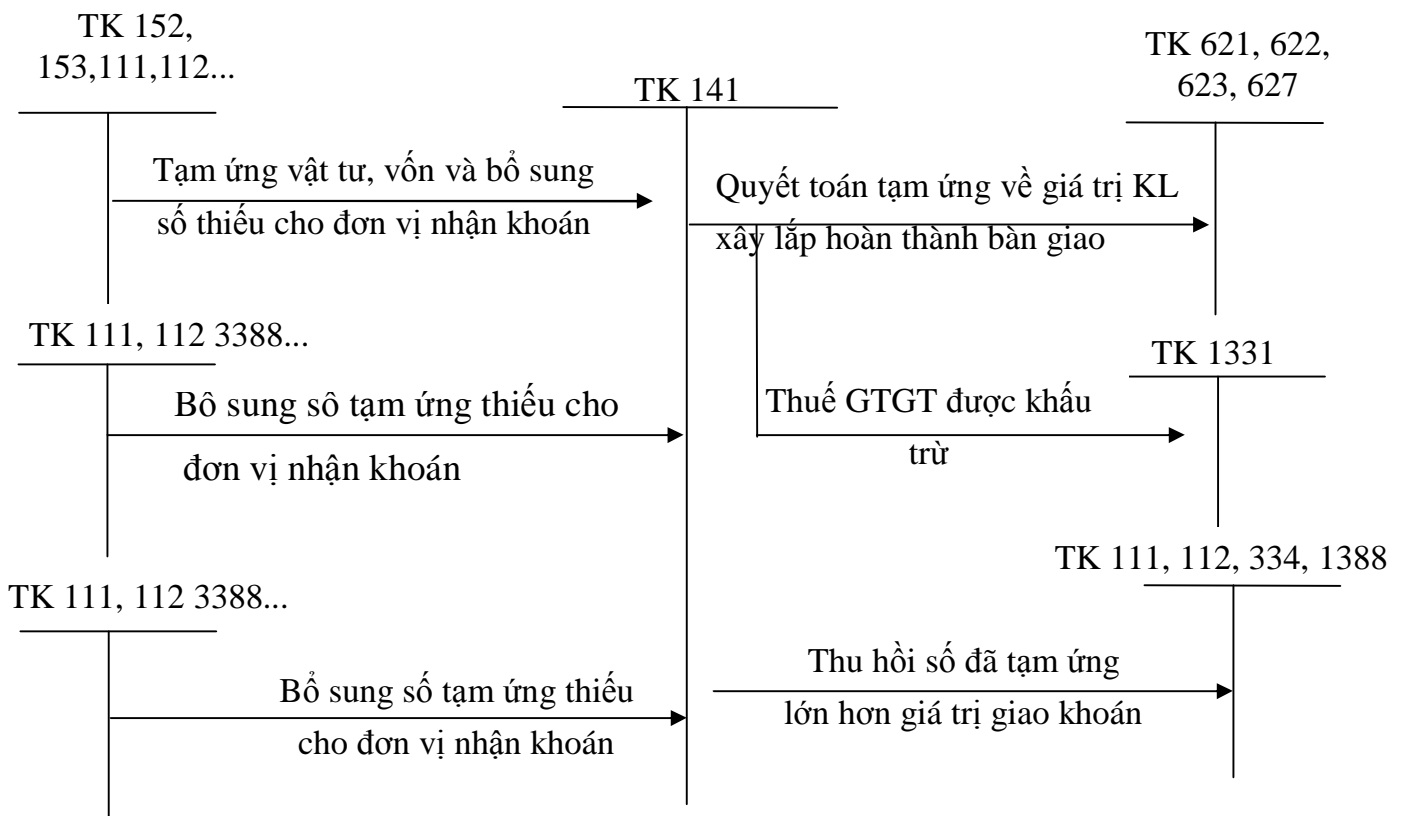 TK 152,
153,111,112...
TK 141
TK 621, 622,
623, 627
Tạm ứng vật tư, vốn và bổ sung
số thiếu cho đơn vị nhận khoán
Quyết toán tạm ứng về giá trị KL
xây lắp hoàn thành bàn giao
TK 111, 112 3388...
TK 1331
Bô sung sô tạm ứng thiếu cho
đơn vị nhận khoán
Thuế GTGT được khấu
trừ
TK 111, 112, 334, 1388
TK 111, 112 3388...
Thu hồi số đã tạm ứng
lớn hơn giá trị giao khoán
Bổ sung số tạm ứng thiếu
cho đơn vị nhận khoán